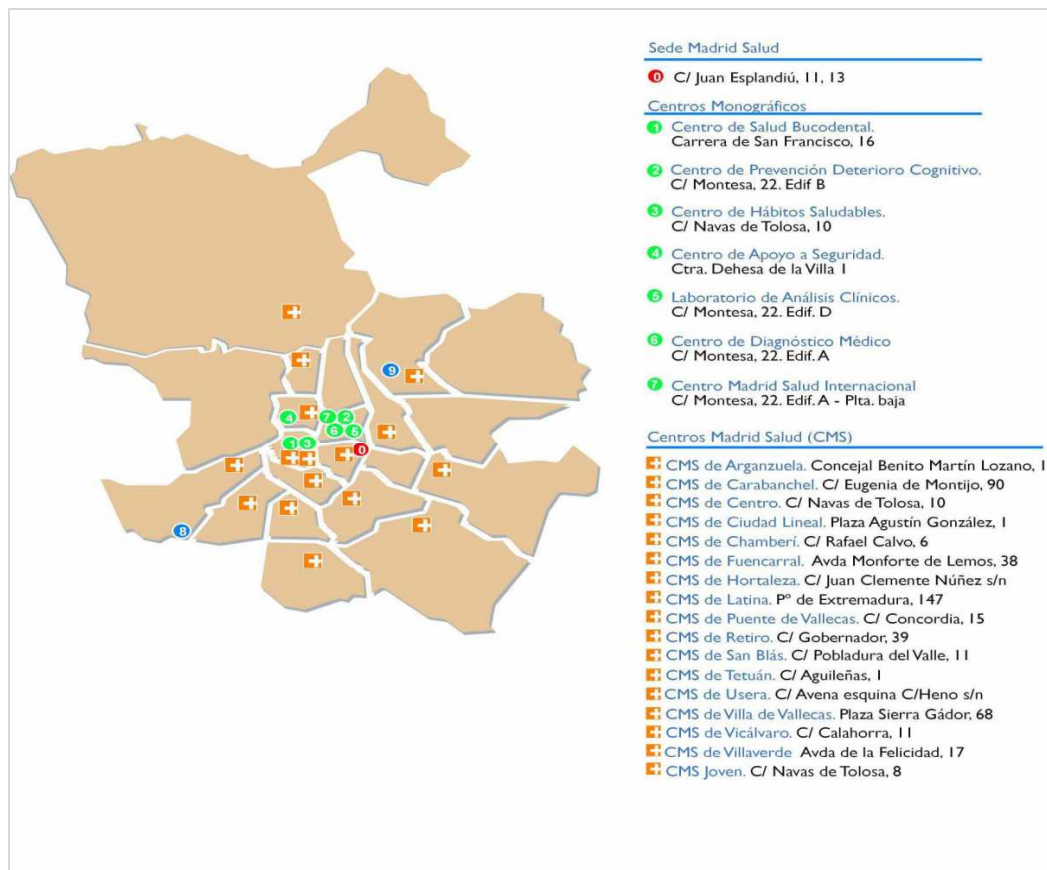 Sede Madrid Salud
0 C/ Juan Esplandiú, 11, 13
Centros Monográficos
1 Centro de Salud Bucodental.
Carrera de San Francisco, 16
2 Centro de Prevención Deterioro Cognitivo.
C/ Montesa, 22. Edif B
3 Centro de Hábitos Saludables.
C/ Navas de Tolosa, 10
4 Centro de Apoyo a Seguridad.
Ctra. Dehesa de la Villa 1
5 Laboratorio de Análisis Clínicos.
C/ Montesa, 22. Edif. D
6 Centro de Diagnóstico Médico
C/ Montesa, 22. Edif. A
7 Centro Madrid Salud Internacional
C/ Montesa, 22. Edif. A - Plta. baja
Centros Madrid Salud (CMS)
CMS de Arganzuela. Concejal Benito Martín Lozano, 1
CMS de Carabanchel. C/ Eugenia de Montijo, 90
CMS de Centro. C/ Navas de Tolosa, 10
CMS de Ciudad Lineal. Plaza Agustín González, 1
CMS de Chamberí. C/ Rafael Calvo, 6
CMS de Fuencarral. Avda Monforte de Lemos, 38
CMS de Hortaleza. C/ Juan Clemente Núñez s/n
CMS de Latina. Pº de Extremadura, 147
CMS de Puente de Vallecas. C/ Concordia, 15
CMS de Retiro. C/ Gobernador, 39
CMS de San Blás. C/ Pobladura del Valle, 11
CMS de Tetuán. C/ Aguileñas, 1
CMS de Usera. C/ Avena esquina C/Heno s/n
CMS de Villa de Vallecas. Plaza Sierra Gádor, 68
CMS de Vicálvaro. C/ Calahorra, 11
CMS de Villaverde Avda de la Felicidad, 17
CMS Joven. C/ Navas de Tolosa, 8
9
4 7 2
6 5
1 3 0
8